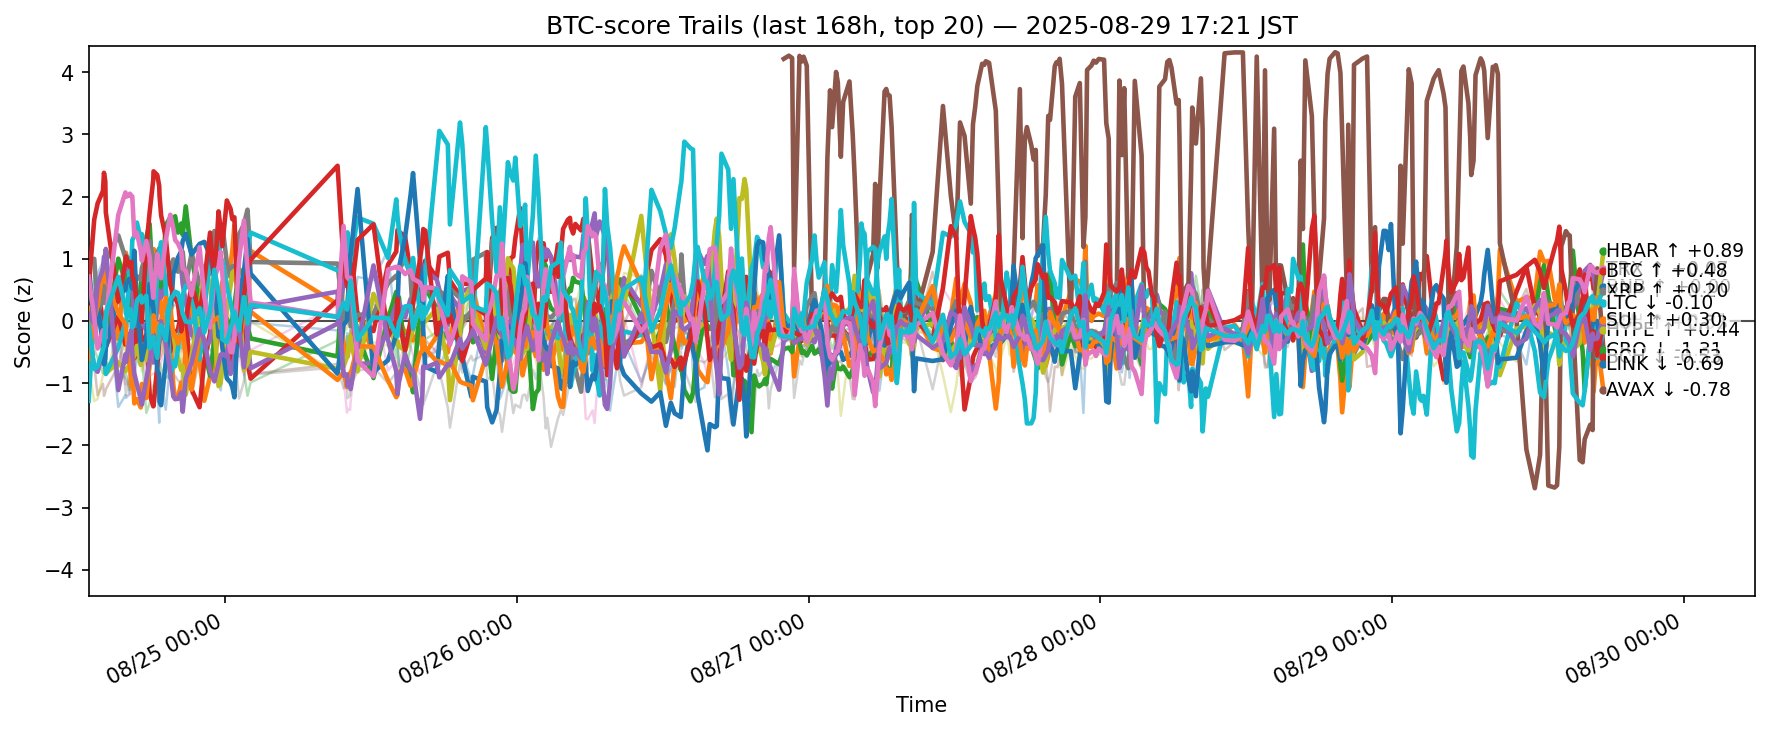 BTC-score Trails (last 168h, top 20) — 2025-08-29 17:21 JST
Score (z)
4
3
2
1
0
−1
−2
−3
−4
HBAR ↑ +0.89
BTC ↑ +0.48
XRP ↑ +0.20
LTC ↓ -0.10
SUI ↑ +0.30
HYPE ↑ +0.44
CRO ↓ -1.31
LINK ↓ -0.69
AVAX ↓ -0.78
08/25 00:00
08/26 00:00
08/27 00:00
08/28 00:00
08/29 00:00
08/30 00:00
Time